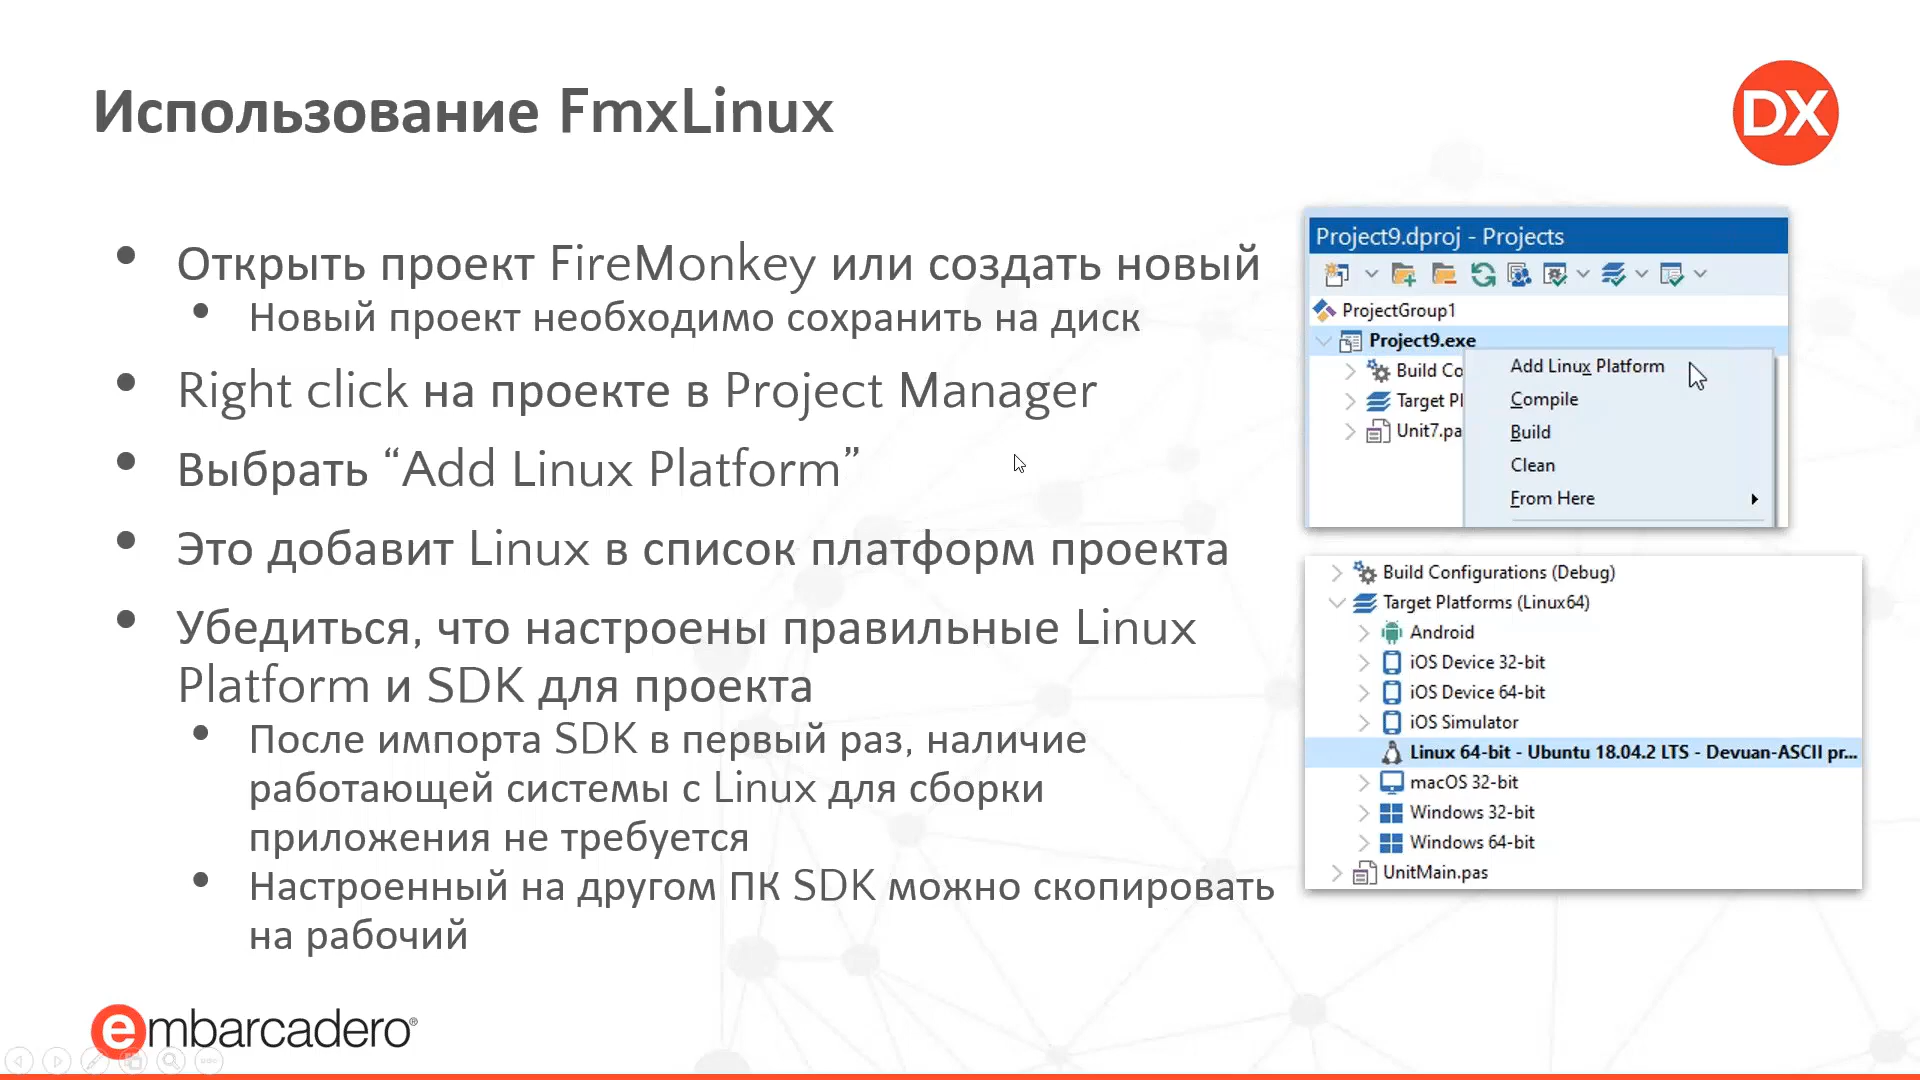 Использование FmxLinux
DX
Открыть проект FireMonkey или создать новый
Новый проект необходимо сохранить на диск
Right click на проекте в Project Manager
Выбрать “Add Linux Platform”
Это добавит Linux в список платформ проекта
Убедиться, что настроены правильные Linux
Platform и SDK для проекта
После импорта SDK в первый раз, наличие
работающей системы с Linux для сборки
приложения не требуется
Настроенный на другом ПК SDK можно скопировать
на рабочий
Project9.dproj - Projects
ProjectGroup1
Project9.exe
Build Co
Target Pl
Unit7.pa
Add Linux Platform
Compile
Build
Clean
From Here
Build Configurations (Debug)
Target Platforms (Linux64)
Android
iOS Device 32-bit
iOS Device 64-bit
iOS Simulator
Linux 64-bit - Ubuntu 18.04.2 LTS - Devuan-ASCII pr...
macOS 32-bit
Windows 32-bit
Windows 64-bit
UnitMain.pas
embarcadero®